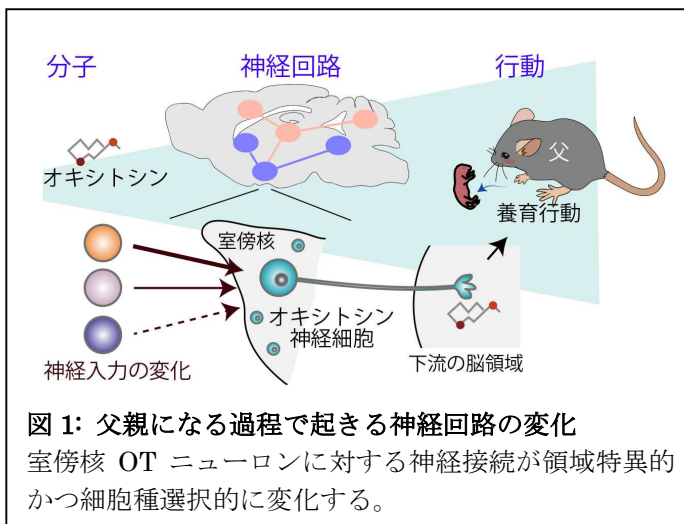 分子
神経回路
行動
オキシトシン
父
養育行動
室傍核
オキシトシン
神経細胞
神経入力の変化
下流の脳領域
図 1: 父親になる過程で起きる神経回路の変化
室傍核 OT ニューロンに対する神経接続が領域特異的
かつ細胞種選択的に変化する。